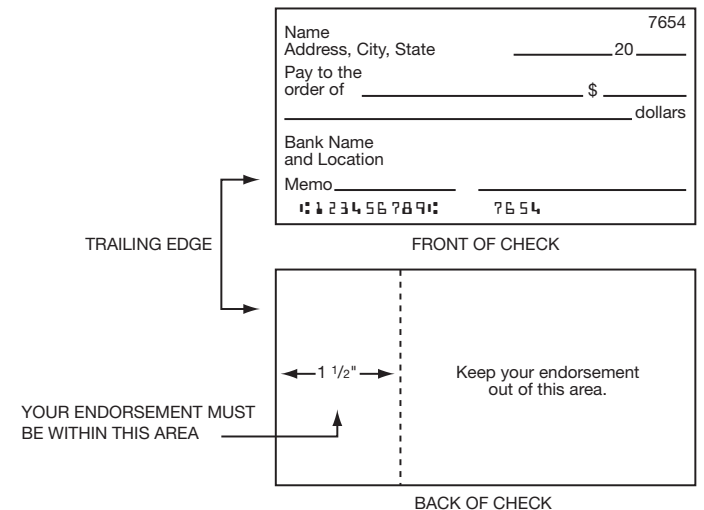 7654
Name
Address, City, State 20
Pay to the
order of $
dollars
Bank Name
and Location
Memo
⑆123456789⑆ 7654
TRAILING EDGE
FRONT OF CHECK
1 1/2"
Keep your endorsement
out of this area.
YOUR ENDORSEMENT MUST
BE WITHIN THIS AREA
BACK OF CHECK